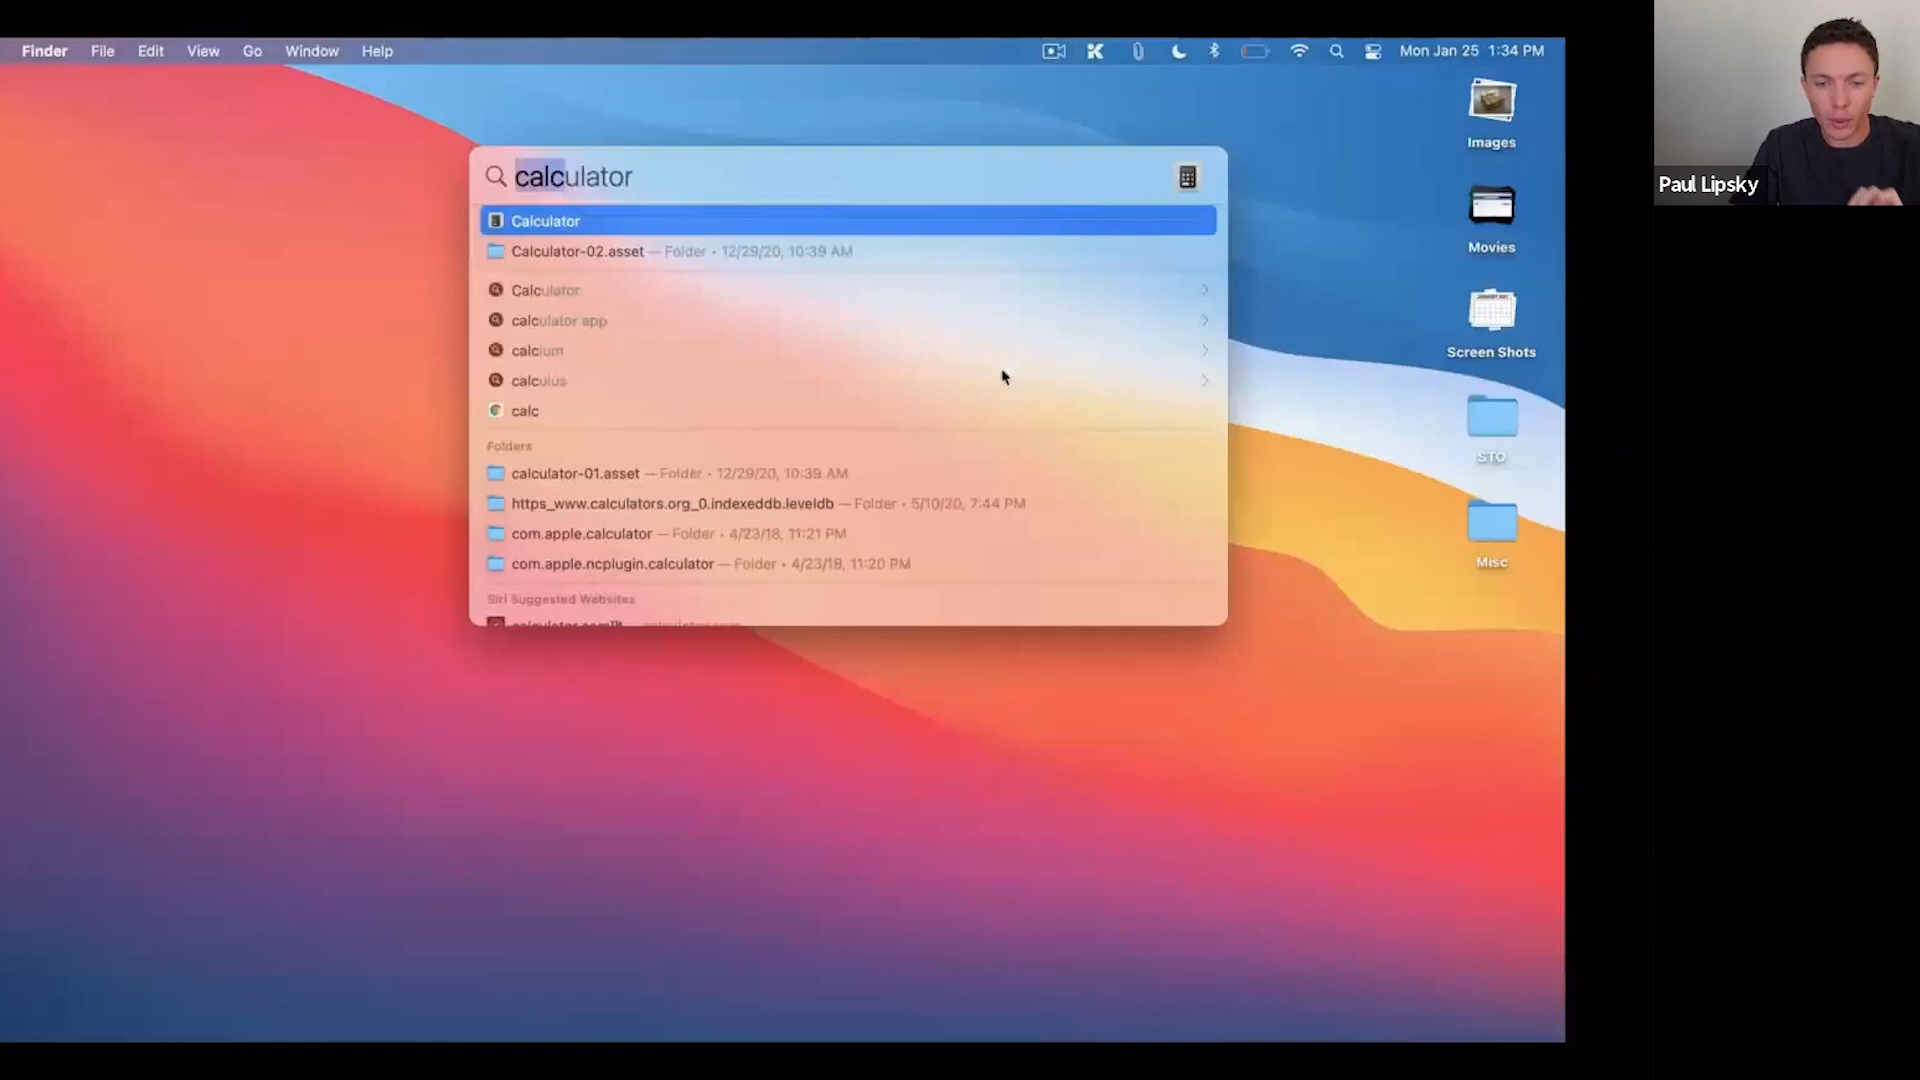 Finder File Edit View Go Window Help Mon Jan 25 1:34 PM
calculator
Calculator
Calculator-02.asset — Folder • 12/29/20, 10:39 AM
Calculator
calculator app
calcium
calculus
calc
Folders
calculator-01.asset — Folder • 12/29/20, 10:39 AM
https_www.calculators.org_0.indexeddb.leveldb — Folder • 5/10/20, 7:44 PM
com.apple.calculator — Folder • 4/23/18, 11:21 PM
com.apple.ncplugin.calculator — Folder • 4/23/18, 11:20 PM
Siri Suggested Websites
Images
Movies
Screen Shots
STO
Misc
Paul Lipsky